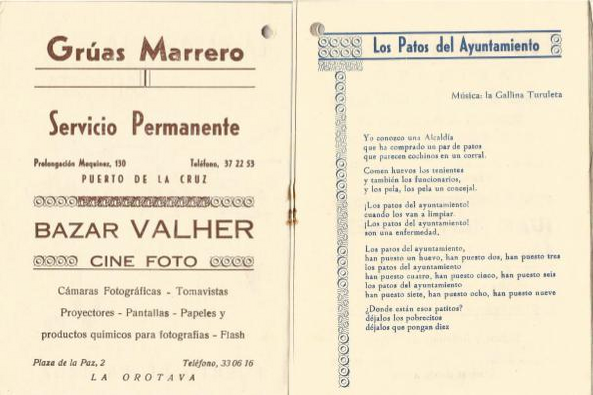 Grúas Marrero
Servicio Permanente
Prolongación Mequinez, 130 Teléfono, 37 22 53
PUERTO DE LA CRUZ
BAZAR VALHER
CINE FOTO
Cámaras Fotográficas - Tomavistas
Proyectores - Pantallas - Papeles y
productos químicos para fotografias - Flash
Plaza de la Paz, 2 Teléfono, 33 06 16
LA OROTAVA
Los Patos del Ayuntamiento
Música: la Gallina Turuleta
Yo conozco una Alcaldía
que ha comprado un par de patos
que parecen cochinos en un corral.
Comen huevos los tenientes
y también los funcionarios,
y los pela, los pela un concejal.
¡Los patos del ayuntamiento!
cuando los van a limpiar
¡Los patos del ayuntamiento!
son una enfermedad,
Los patos del ayuntamiento,
han puesto un huevo, han puesto dos, han puesto tres
los patos del ayuntamiento
han puesto cuatro, han puesto cinco, han puesto seis
los patos del ayuntamiento
han puesto siete, han puesto ocho, han puesto nueve
¿Donde están esos patitos?
déjalos los pobrecitos
déjalos que pongan diez